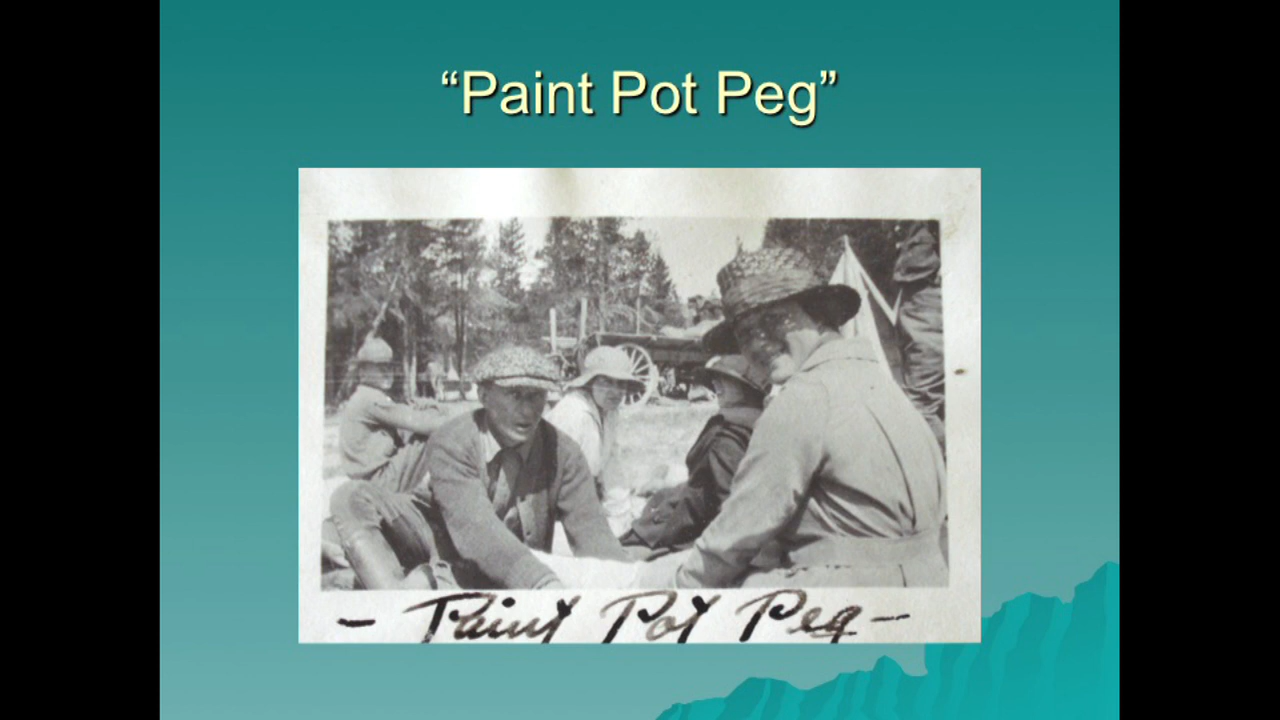 “Paint Pot Peg”
- Paint Pot Peg -